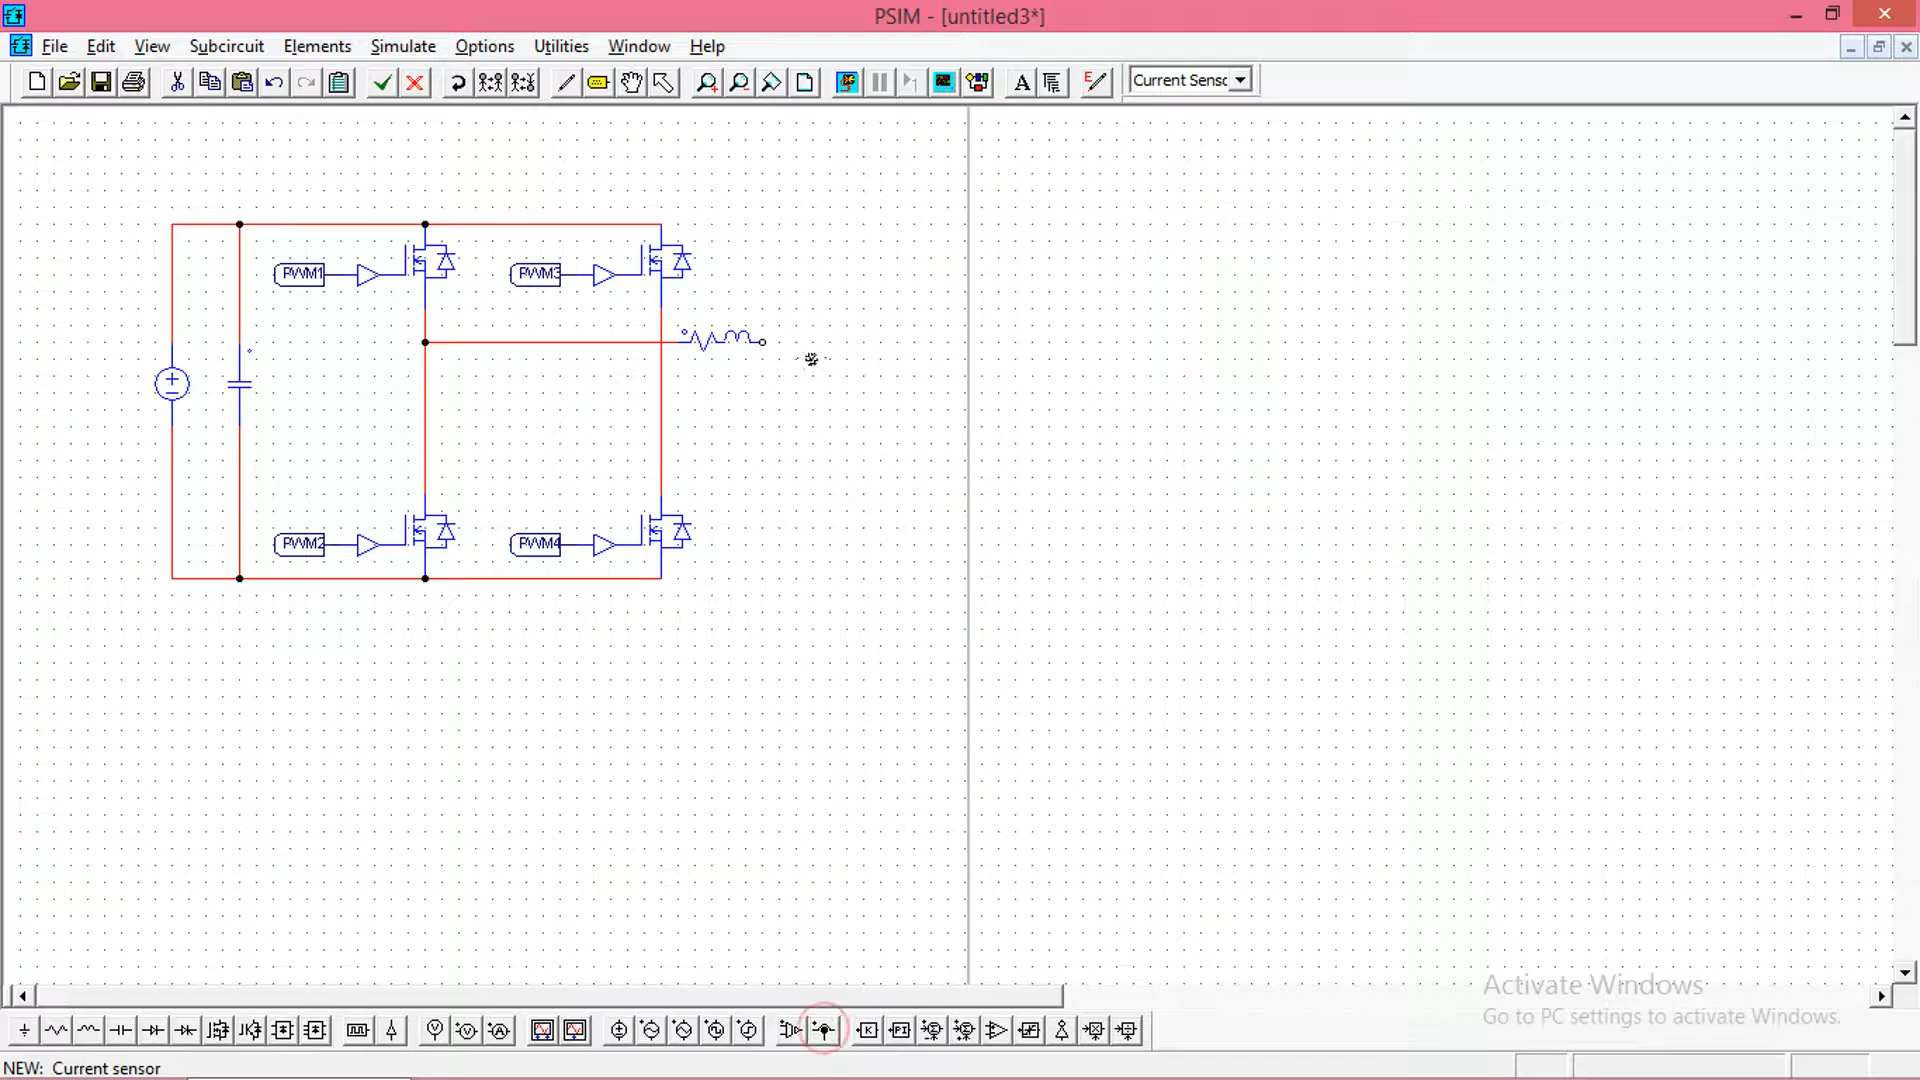 PSIM - [untitled3*]
File Edit View Subcircuit Elements Simulate Options Utilities Window Help
Current Sensc
PWM1
PWM3
PWM2
PWM4
Activate Windows
Go to PC settings to activate Windows.
NEW: Current sensor